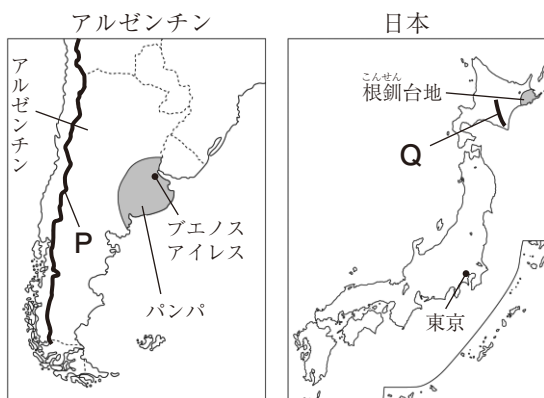 アルゼンチン
アルゼンチン
P
ブエノス
アイレス
パンパ
日本
こんせん
根釧台地
Q
東京